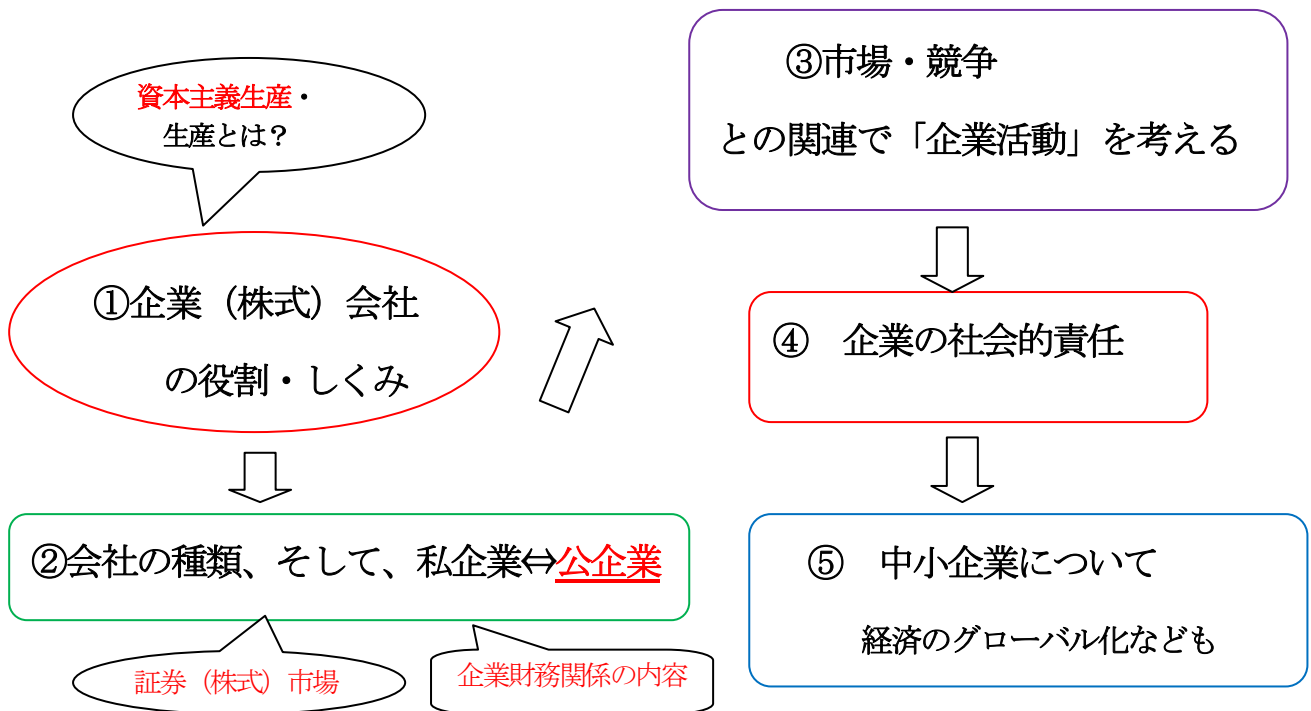 資本主義生産・
生産とは？
①企業（株式）会社
の役割・しくみ
②会社の種類、そして、私企業⇔公企業
証券（株式）市場
企業財務関係の内容
③市場・競争
との関連で「企業活動」を考える
④　企業の社会的責任
⑤　中小企業について
経済のグローバル化なども